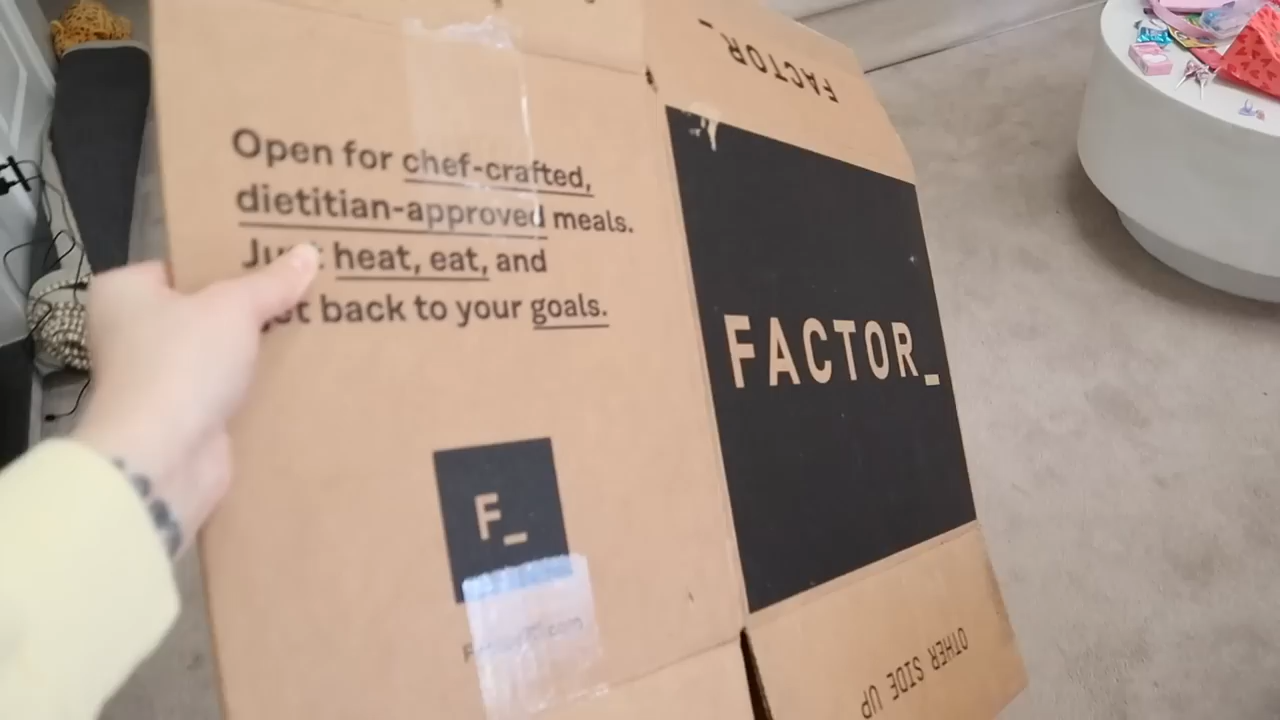 FACTOR_
Open for chef-crafted,
dietitian-approved meals.
heat, eat, and
back to your goals.
FACTOR_
F_
OTHER SIDE UP